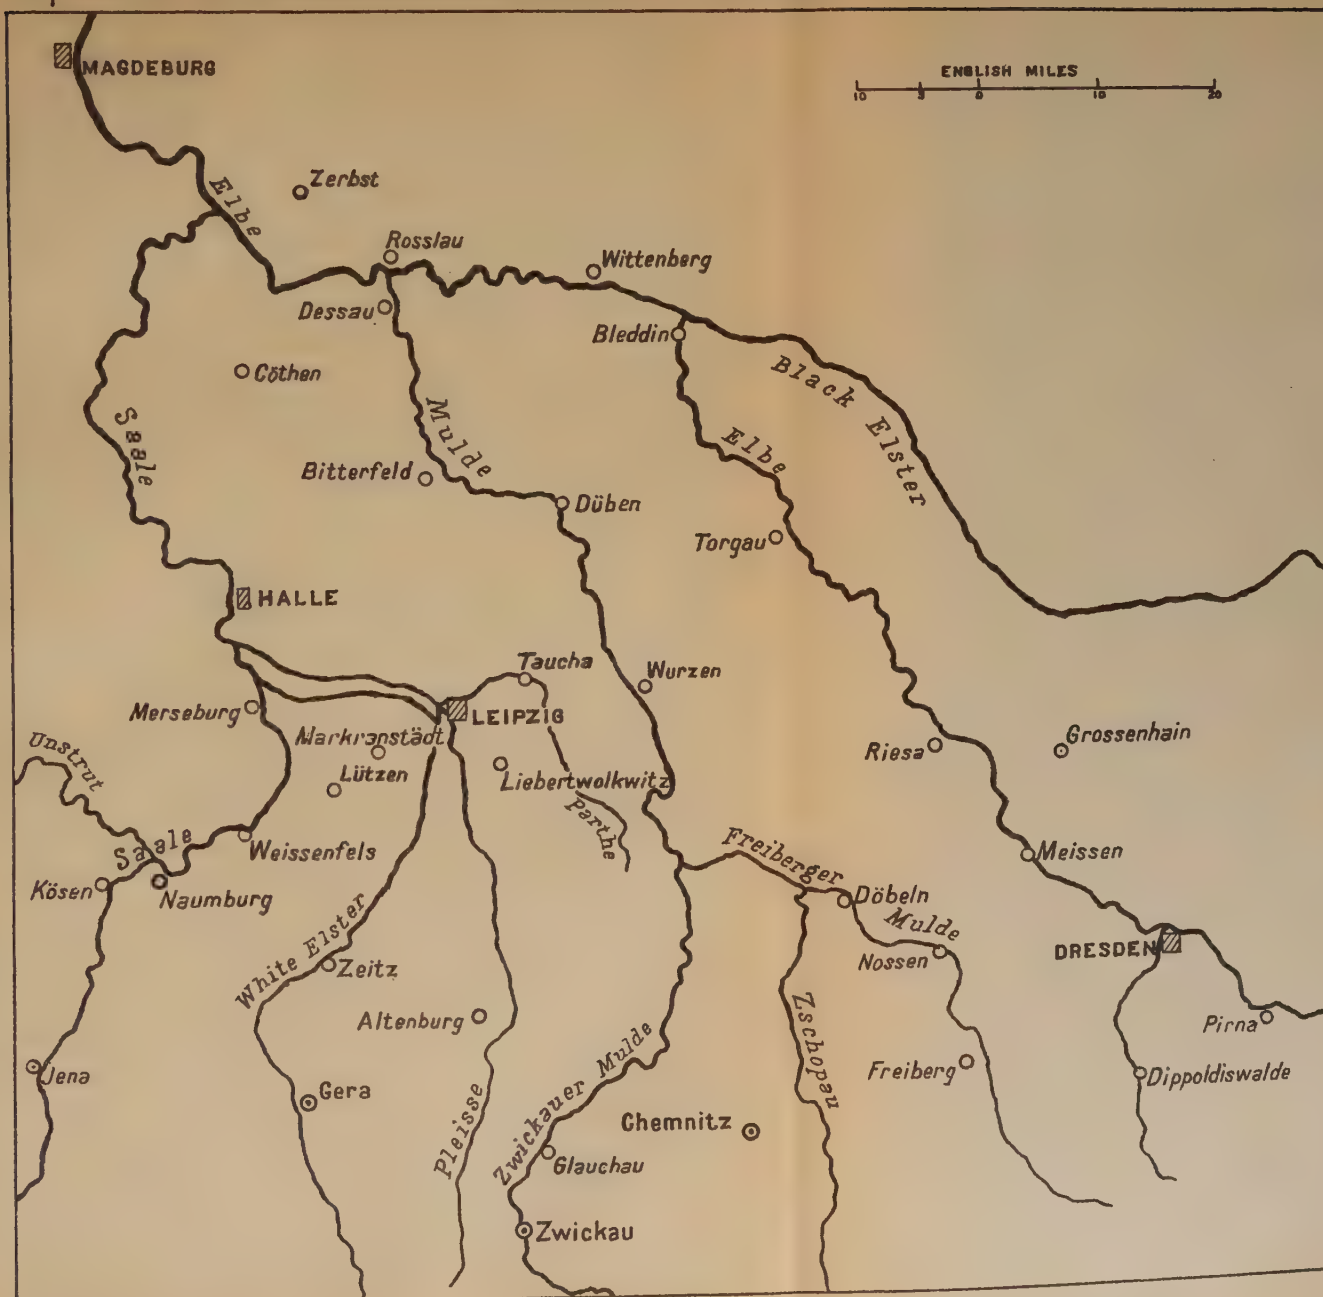 MAGDEBURG
ENGLISH MILES
10 5 0 10 20
Zerbst
Elbe
Rosslau
Wittenberg
Dessau
Bleddin
Cöthen
Black Elster
Saale
Mulde
Elbe
Bitterfeld
Düben
Torgau
HALLE
Taucha
Wurzen
Merseburg
LEIPZIG
Markranstädt
Grossenhain
Riesa
Unstrut
Lützen
Liebertwolkwitz
Parthe
Saale
Weissenfels
Freiberger Mulde
Meissen
Kösen
Naumburg
Döbeln
White Elster
DRESDEN
Nossen
Zeitz
Altenburg
Zschopau
Pirna
Jena
Zwickauer Mulde
Freiberg
Dippoldiswalde
Gera
Pleisse
Chemnitz
Glauchau
Zwickau